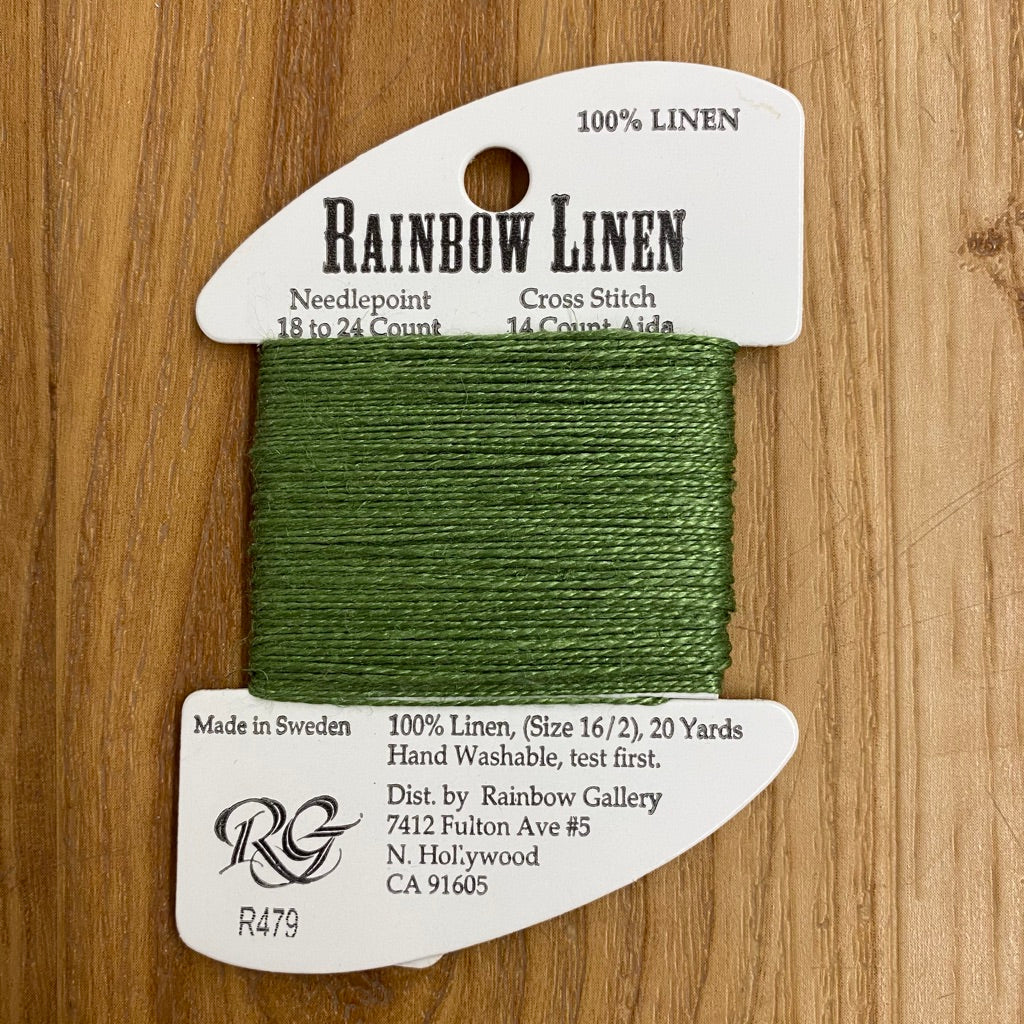 100% LINEN
RAINBOW LINEN
Needlepoint Cross Stitch
18 to 24 Count 14 Count Aida
Made in Sweden 100% Linen, (Size 16/2), 20 Yards
Hand Washable, test first.
Dist. by Rainbow Gallery
7412 Fulton Ave #5
N. Hollywood
CA 91605
RG
R479